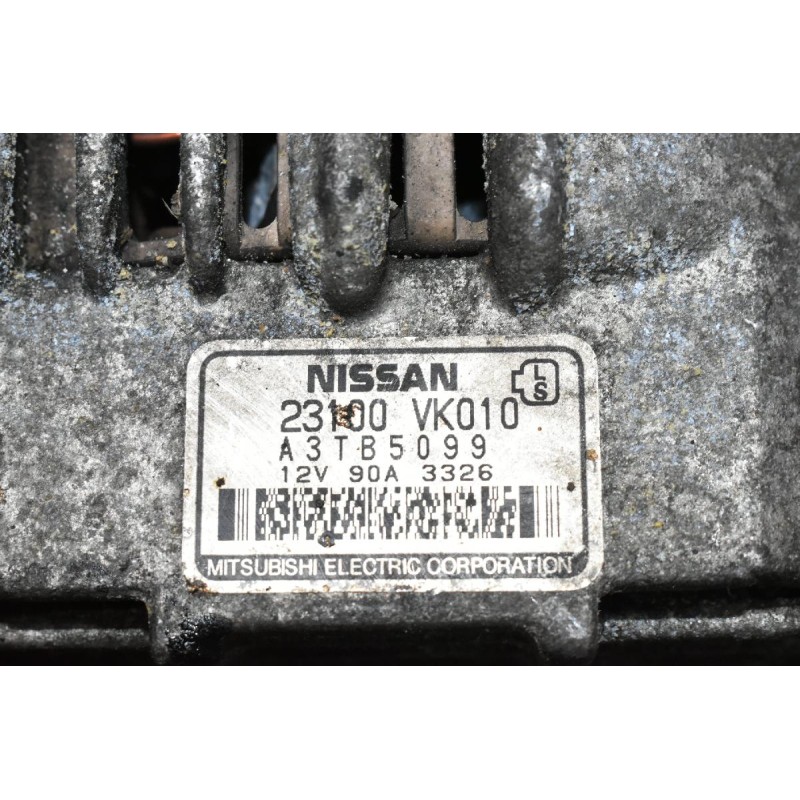 NISSAN
L
S
23100 VK010
A3TB5099
12V 90A 3326
MITSUBISHI ELECTRIC CORPORATION